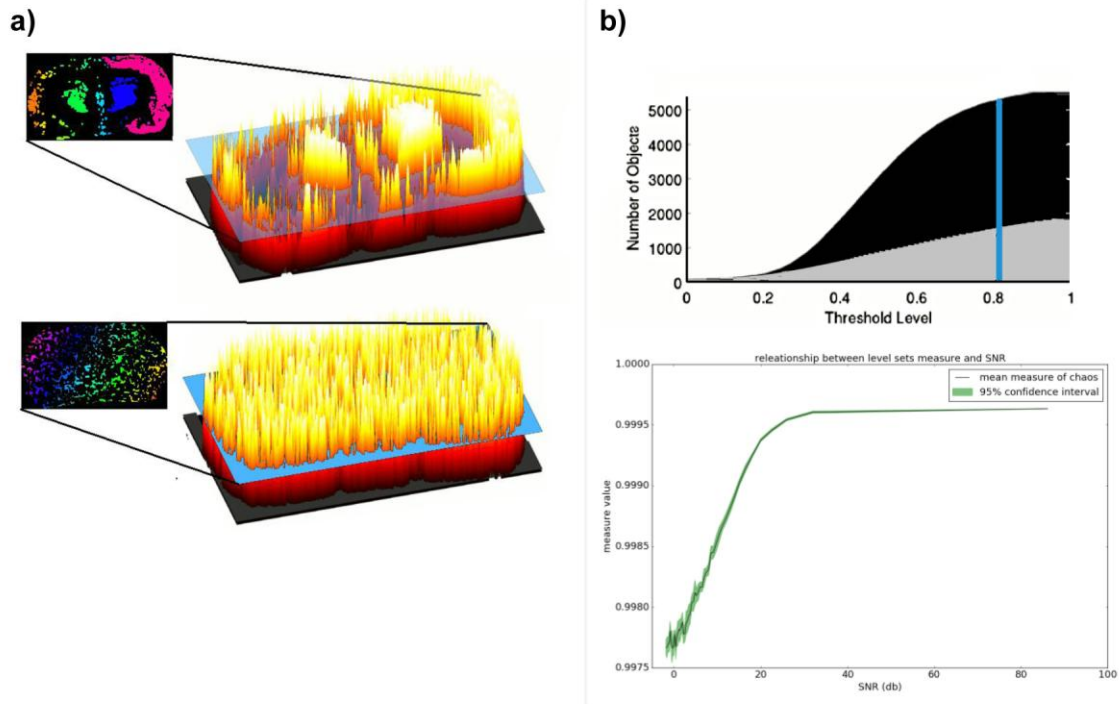 a)
b)
Number of Objects
5000
4000
3000
2000
1000
0
0 0.2 0.4 0.6 0.8 1
Threshold Level
releationship between level sets measure and SNR
1.0000
0.9995
0.9990
0.9985
0.9980
0.9975
measure value
mean measure of chaos
95% confidence interval
0 20 40 60 80 100
SNR (db)